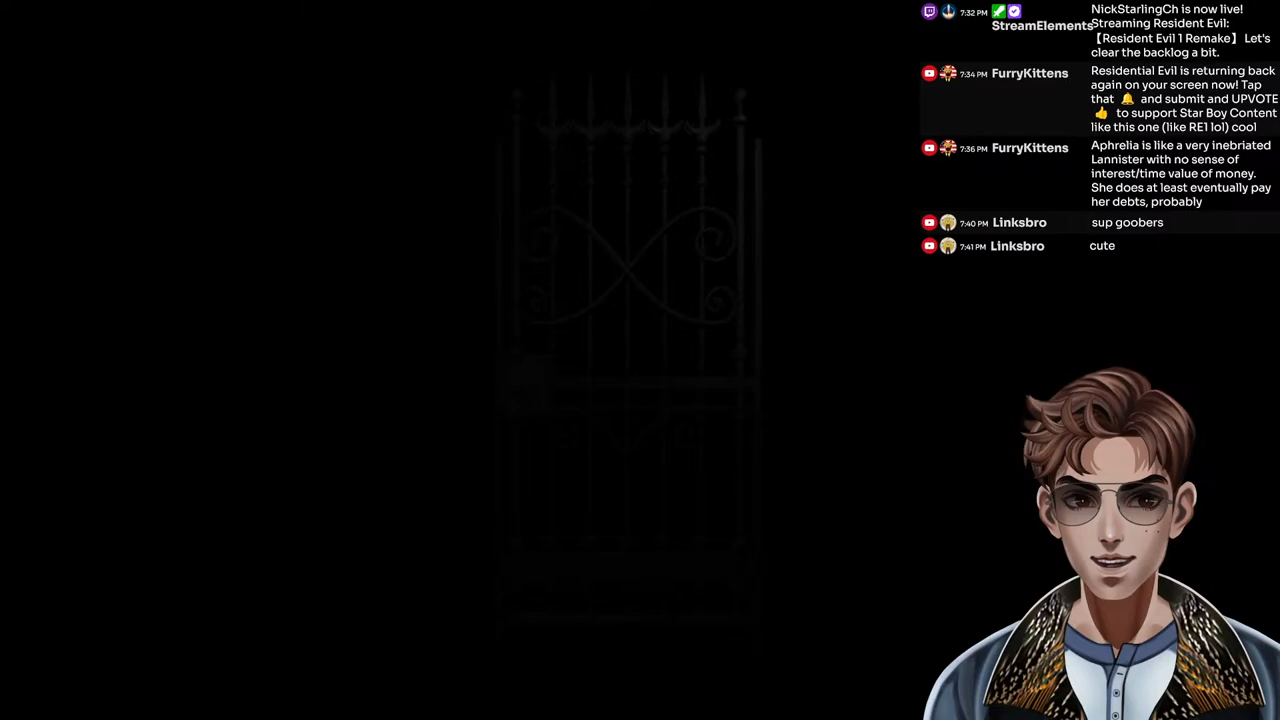 NickStarlingCh is now live!
7:32 PM StreamElements Streaming Resident Evil:
【Resident Evil 1 Remake】 Let's
clear the backlog a bit.
7:34 PM FurryKittens Residential Evil is returning back
again on your screen now! Tap
that 🔔 and submit and UPVOTE
👍 to support Star Boy Content
like this one (like RE1 lol) cool
7:36 PM FurryKittens Aphrelia is like a very inebriated
Lannister with no sense of
interest/time value of money.
She does at least eventually pay
her debts, probably
7:40 PM Linksbro sup goobers
7:41 PM Linksbro cute